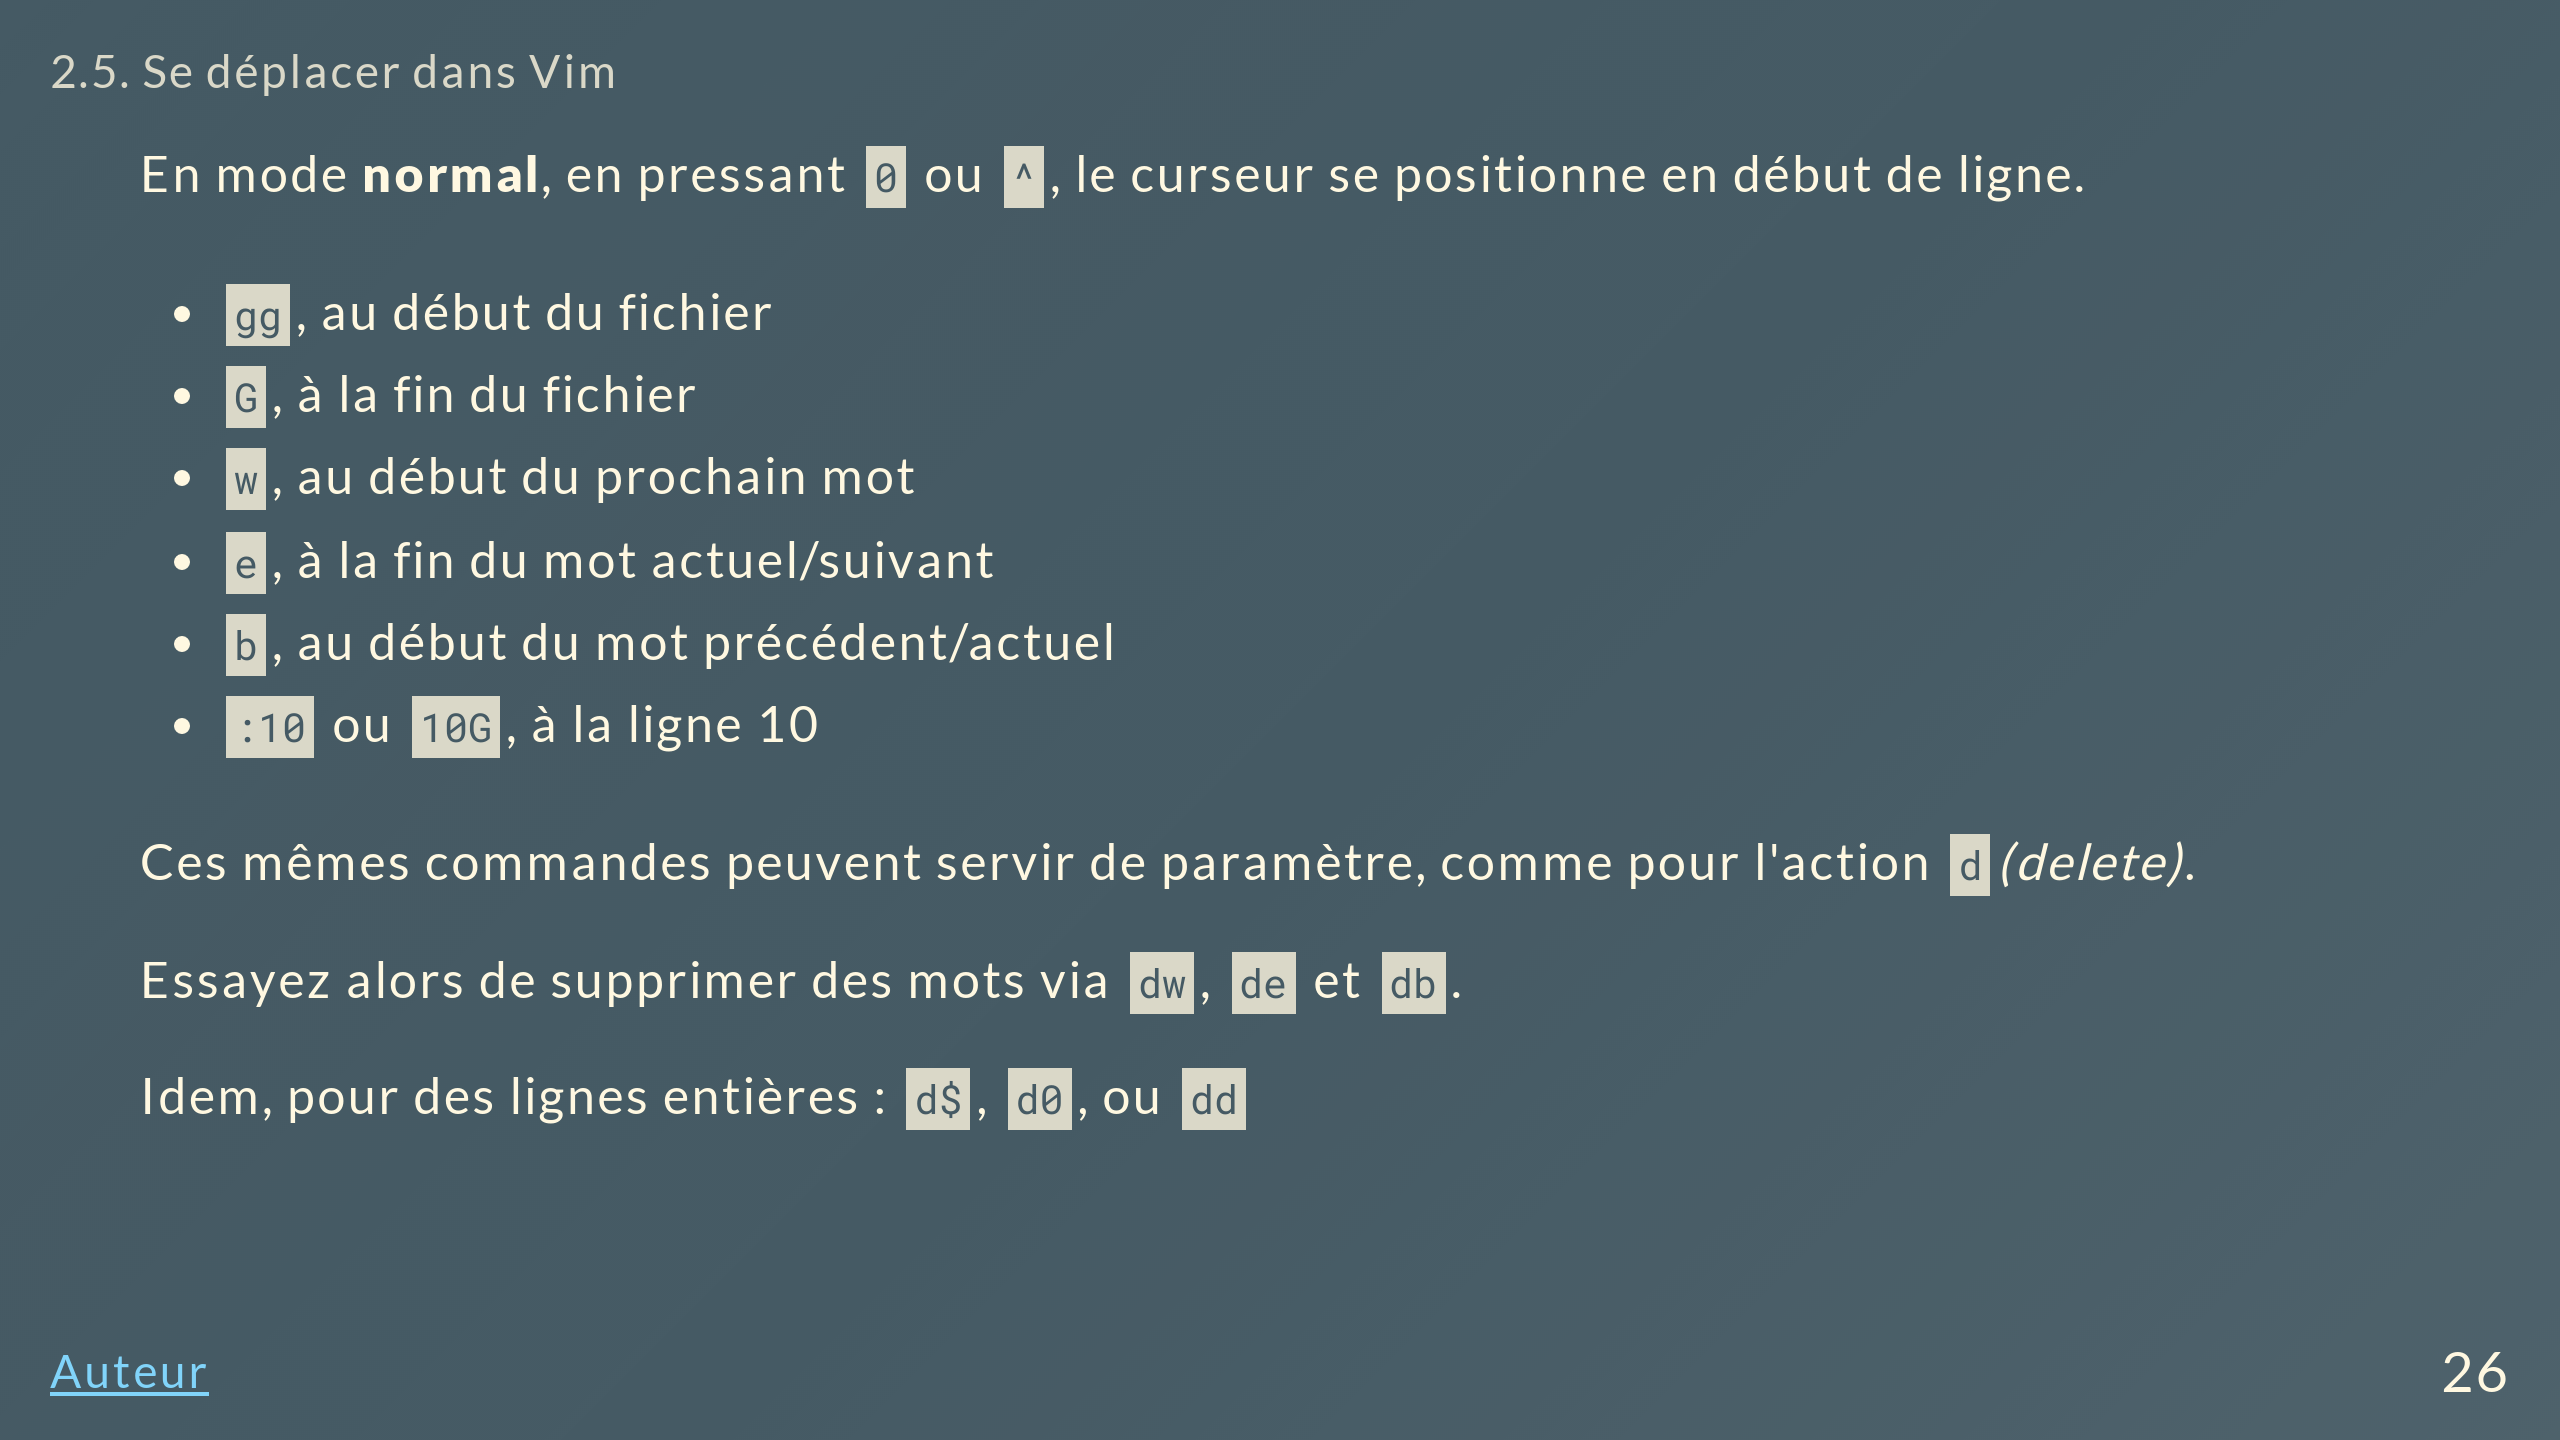 2.5. Se déplacer dans Vim
En mode normal, en pressant 0 ou ^, le curseur se positionne en début de ligne.
• gg, au début du fichier
• G, à la fin du fichier
• w, au début du prochain mot
• e, à la fin du mot actuel/suivant
• b, au début du mot précédent/actuel
• :10 ou 10G, à la ligne 10
Ces mêmes commandes peuvent servir de paramètre, comme pour l'action d (delete).
Essayez alors de supprimer des mots via dw, de et db.
Idem, pour des lignes entières : d$, d0, ou dd
Auteur
26